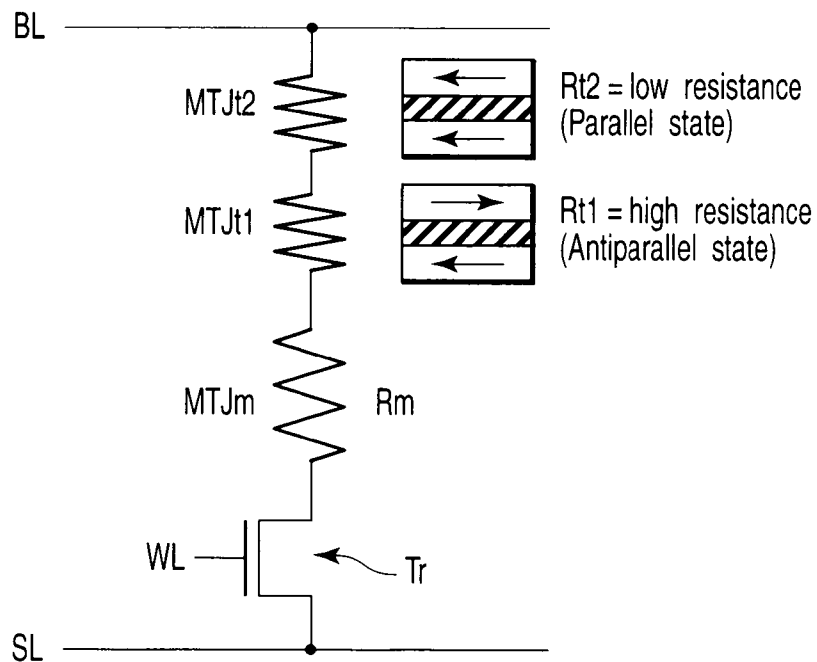 BL
MTJt2
Rt2 = low resistance
(Parallel state)
MTJt1
Rt1 = high resistance
(Antiparallel state)
MTJm
Rm
WL
Tr
SL